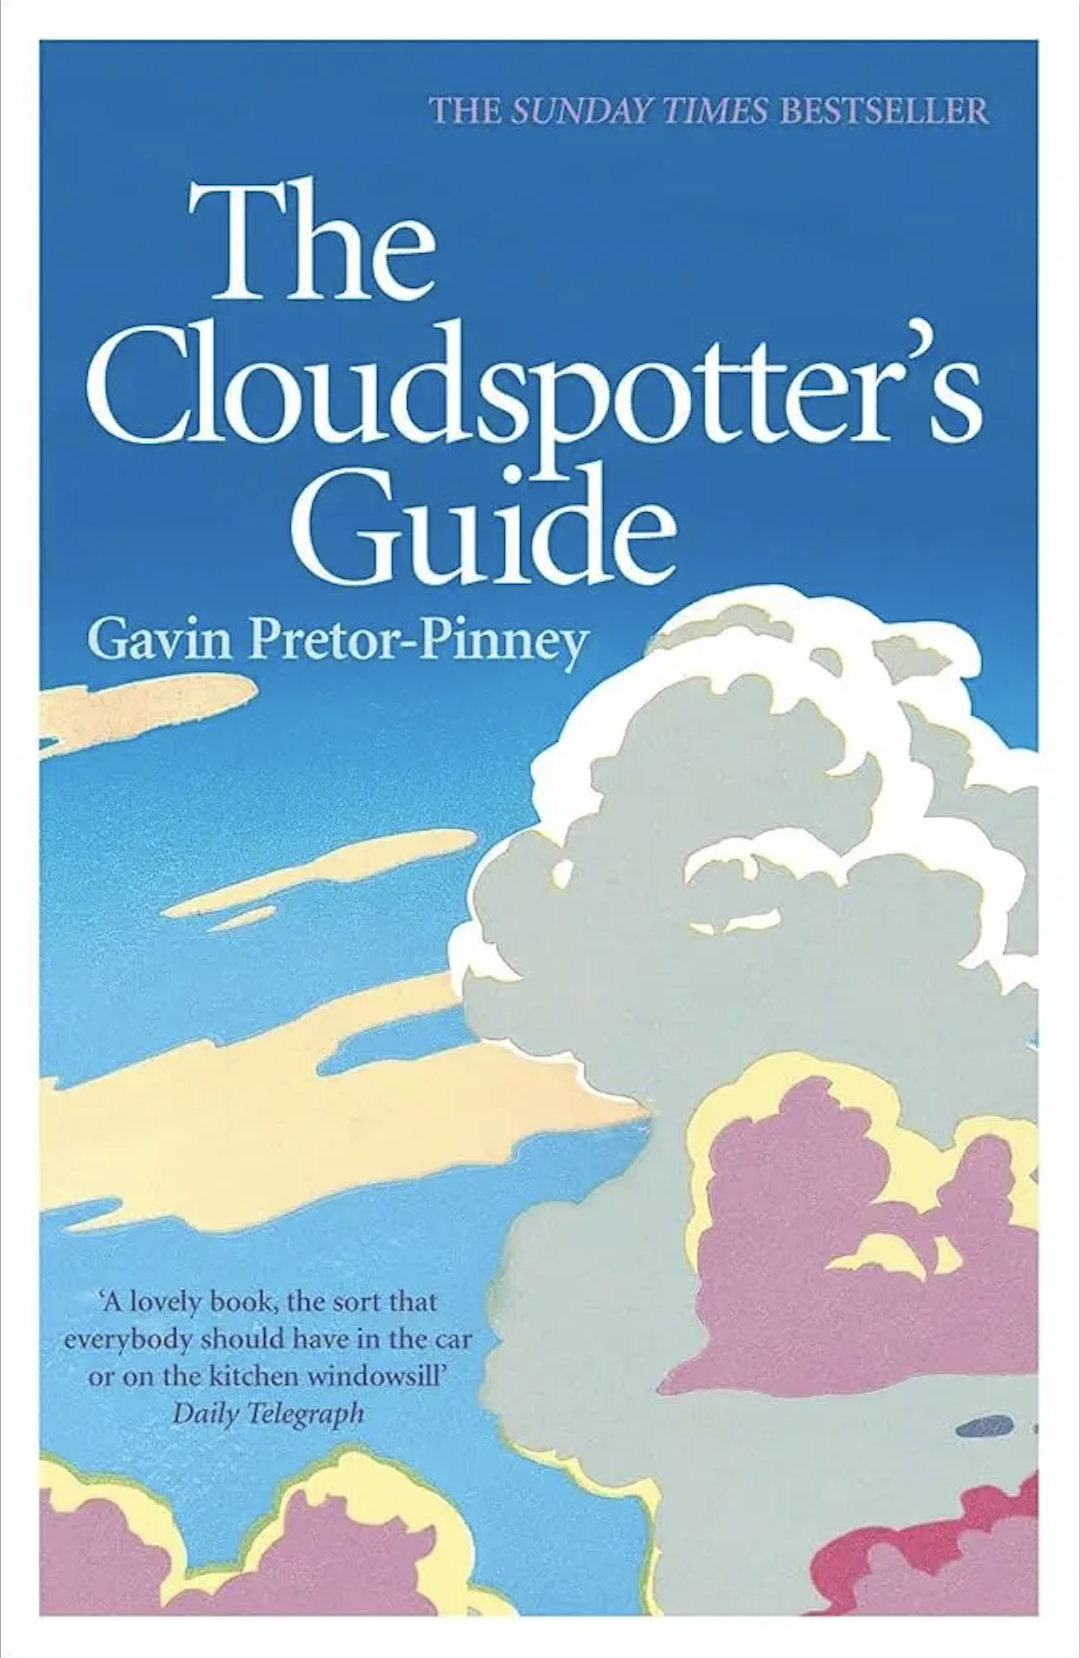 THE SUNDAY TIMES BESTSELLER
The
Cloudspotter’s
Guide
Gavin Pretor-Pinney
‘A lovely book, the sort that
everybody should have in the car
or on the kitchen windowsill’
Daily Telegraph